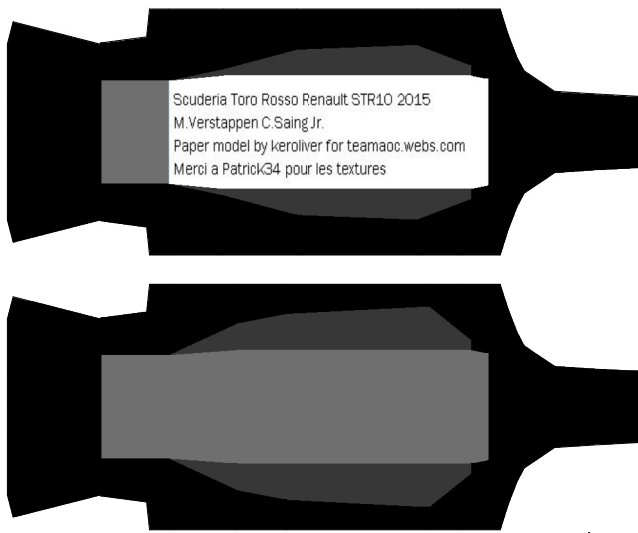 Scuderia Toro Rosso Renault STR10 2015
M.Verstappen C.Saing Jr.
Paper model by keroliver for teamaoc.webs.com
Merci a Patrick34 pour les textures